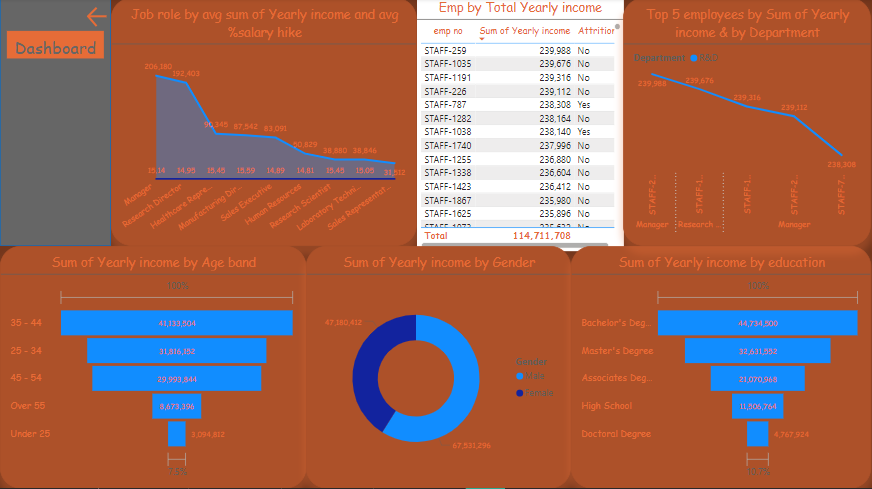 Dashboard
Job role by avg sum of Yearly income and avg
%salary hike
206,180
192,403
87,542
83,091
38,880
38,846
15.14
14.95
15.45
15.59
14.89
14.81
15.45
15.05
Manager
Research Director
Healthcare Repre...
Manufacturing Dir...
Sales Executive
Human Resources
Research Scientist
Laboratory Techn...
Sales Representat...
Emp by Total Yearly income
emp no Sum of Yearly income Attrition
STAFF-259 239,988 No
STAFF-1035 239,676 No
STAFF-1191 239,316 No
STAFF-226 239,112 No
STAFF-787 238,308 Yes
STAFF-1282 238,164 No
STAFF-1038 238,140 Yes
STAFF-1740 237,996 No
STAFF-1255 236,880 No
STAFF-1338 236,604 No
STAFF-1423 236,412 No
STAFF-1867 235,980 No
STAFF-1625 235,896 No
Total 114,711,708
Top 5 employees by Sum of Yearly
income & by Department
Department R&D
239,988
239,676
239,316
239,112
238,308
STAFF-2...
STAFF-1...
STAFF-1...
STAFF-2...
STAFF-7...
Manager
Research ...
Manager
Sum of Yearly income by Age band
100%
35 - 44 41,133,504
25 - 34 31,816,152
45 - 54 29,993,844
Over 55 8,673,396
Under 25 3,094,812
7.5%
Sum of Yearly income by Gender
47,180,412
67,531,296
Gender
Male
Female
Sum of Yearly income by education
100%
Bachelor's Deg... 44,734,500
Master's Degree 32,631,552
Associates Deg... 21,070,968
High School 11,506,764
Doctoral Degree 4,767,924
10.7%